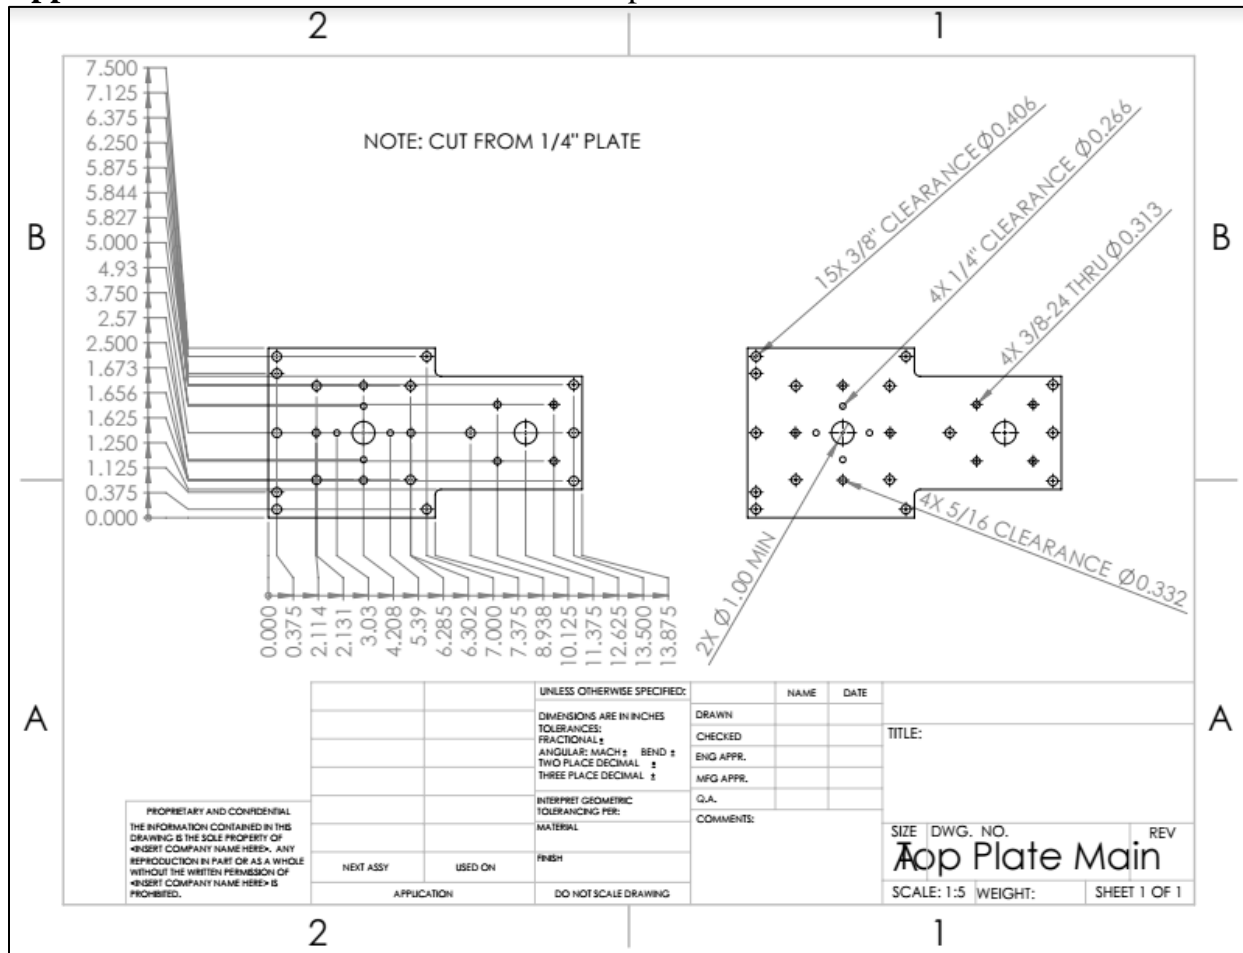 2 1
7.500
7.125
6.375
6.250
5.875
5.844
5.827
5.000
4.93
3.750
2.57
2.500
1.673
1.656
1.625
1.250
1.125
0.375
0.000
NOTE: CUT FROM 1/4" PLATE
B B
15X 3/8" CLEARANCE Ø0.406
4X 1/4" CLEARANCE Ø0.266
4X 3/8-24 THRU Ø0.313
4X 5/16 CLEARANCE Ø0.332
2X Ø1.00 MIN
0.000
0.375
2.114
2.131
3.03
4.208
5.39
6.285
6.302
7.000
7.375
8.938
10.125
11.375
12.625
13.500
13.875
A A
UNLESS OTHERWISE SPECIFIED:
DIMENSIONS ARE IN INCHES
TOLERANCES:
FRACTIONAL ±
ANGULAR: MACH ± BEND ±
TWO PLACE DECIMAL ±
THREE PLACE DECIMAL ±
INTERPRET GEOMETRIC
TOLERANCING PER:
MATERIAL
FINISH
DO NOT SCALE DRAWING
NAME DATE
DRAWN
CHECKED
ENG APPR.
MFG APPR.
Q.A.
COMMENTS:
TITLE:
SIZE DWG. NO. REV
A Top Plate Main
SCALE: 1:5 WEIGHT: SHEET 1 OF 1
PROPRIETARY AND CONFIDENTIAL
THE INFORMATION CONTAINED IN THIS
DRAWING IS THE SOLE PROPERTY OF
<INSERT COMPANY NAME HERE>. ANY
REPRODUCTION IN PART OR AS A WHOLE
WITHOUT THE WRITTEN PERMISSION OF
<INSERT COMPANY NAME HERE> IS
PROHIBITED.
NEXT ASSY USED ON
APPLICATION
2 1